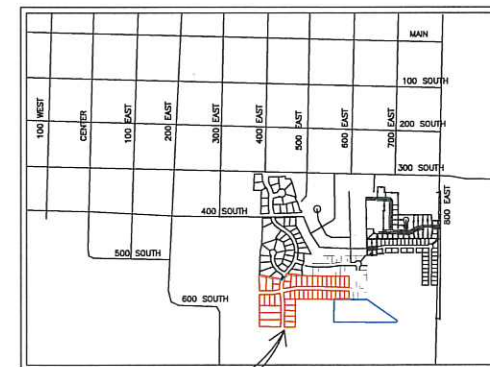 MAIN
100 SOUTH
100 WEST
CENTER
100 EAST
200 EAST
300 EAST
400 EAST
500 EAST
600 EAST
700 EAST
200 SOUTH
300 SOUTH
400 SOUTH
800 EAST
500 SOUTH
600 SOUTH